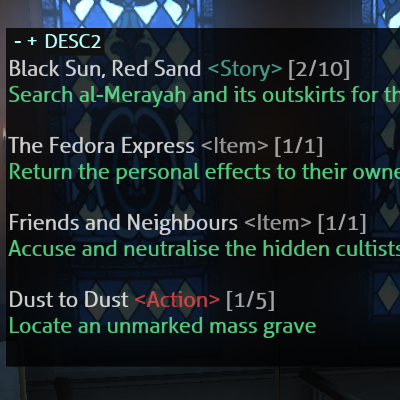 - + DESC2
Black Sun, Red Sand <Story> [2/10]
Search al-Merayah and its outskirts for
The Fedora Express <Item> [1/1]
Return the personal effects to their
Friends and Neighbours <Item> [1/1]
Accuse and neutralise the hidden cultists
Dust to Dust <Action> [1/5]
Locate an unmarked mass grave